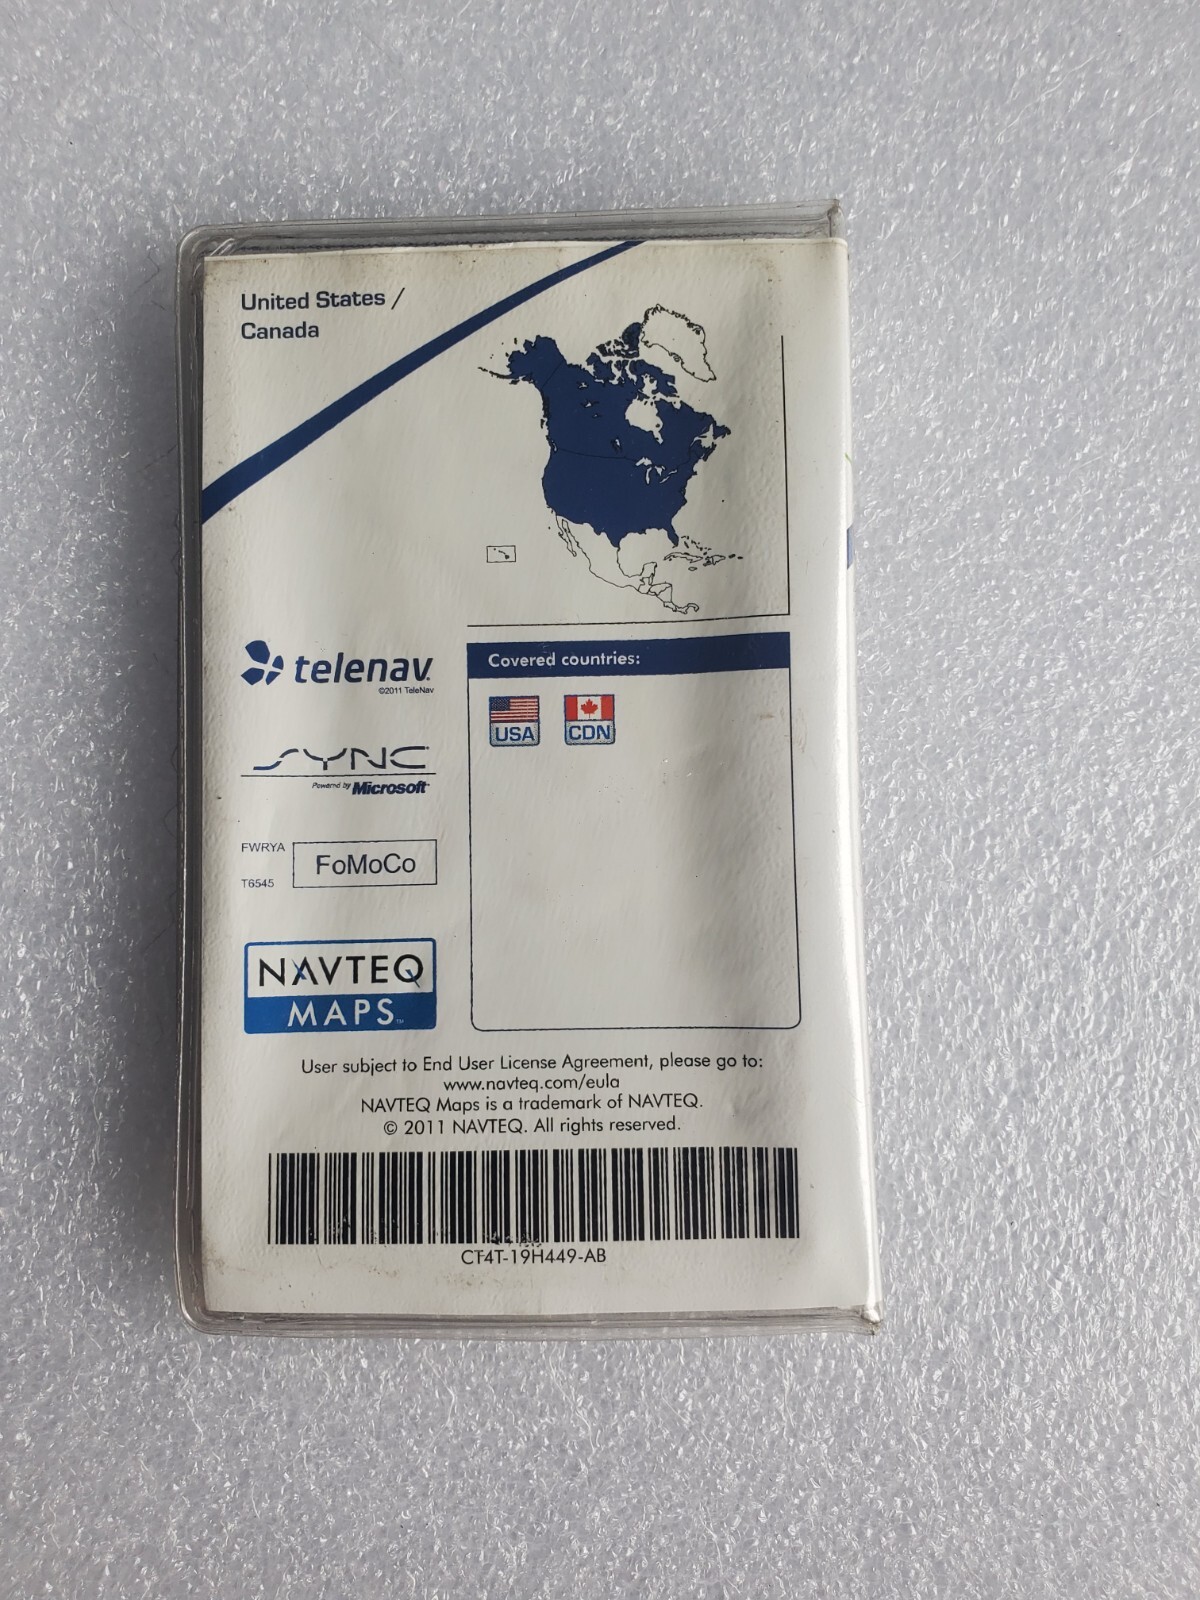 United States /
Canada
telenav
©2011 TeleNav
SYNC
Powered by Microsoft
FWRYA
T6545
FoMoCo
NAVTEQ
MAPS™
Covered countries:
USA CDN
User subject to End User License Agreement, please go to:
www.navteq.com/eula
NAVTEQ Maps is a trademark of NAVTEQ.
© 2011 NAVTEQ. All rights reserved.
CT4T-19H449-AB